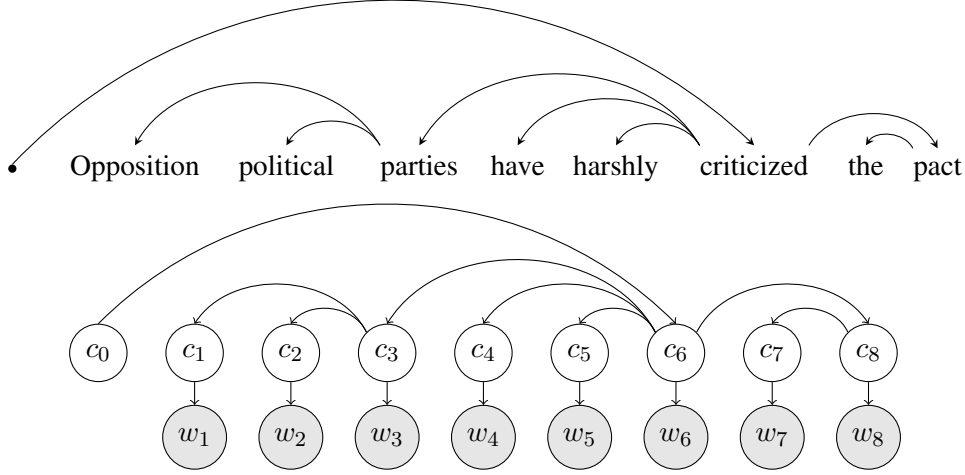 Opposition political parties have harshly criticized the pact
c0 c1 c2 c3 c4 c5 c6 c7 c8
w1 w2 w3 w4 w5 w6 w7 w8